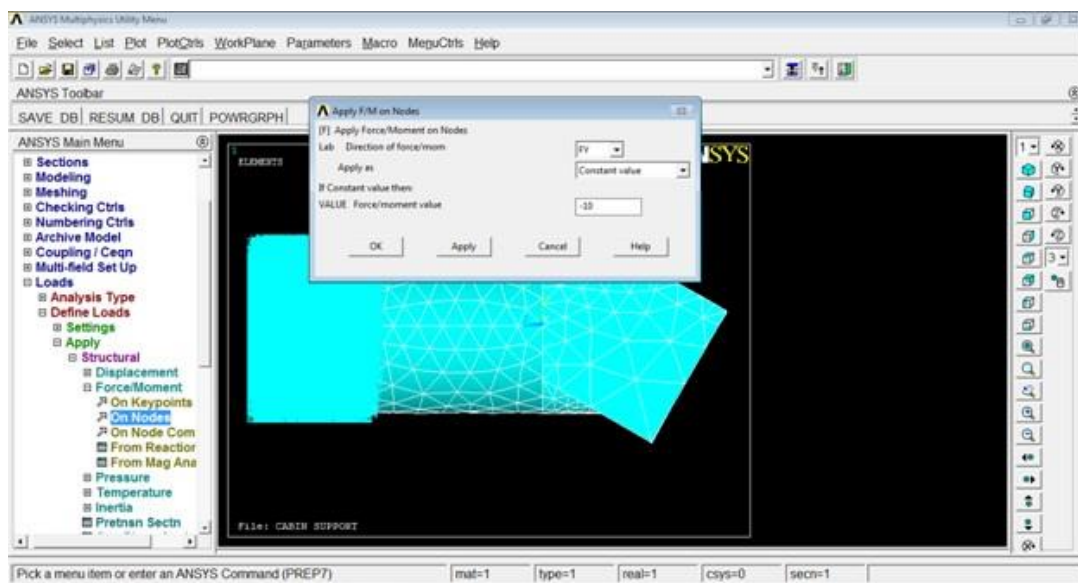 ANSYS Multiphysics Utility Menu
File Select List Plot PlotCtrls WorkPlane Parameters Macro MenuCtrls Help
ANSYS Toolbar
SAVE_DB RESUM_DB QUIT POWRGRPH
ANSYS Main Menu
Sections
Modeling
Meshing
Checking Ctrls
Numbering Ctrls
Archive Model
Coupling / Ceqn
Multi-field Set Up
Loads
Analysis Type
Define Loads
Settings
Apply
Structural
Displacement
Force/Moment
On Keypoints
On Nodes
On Node Com
From Reaction
From Mag Ana
Pressure
Temperature
Inertia
Pretnsn Sectn
1
ELEMENTS
NSYS
Apply F/M on Nodes
[F] Apply Force/Moment on Nodes
Lab Direction of force/mom FY
Apply as Constant value
If Constant value then:
VALUE Force/moment value -10
OK Apply Cancel Help
File: CABIN SUPPORT
1
3
Pick a menu item or enter an ANSYS Command (PREP7) mat=1 type=1 real=1 csys=0 secn=1